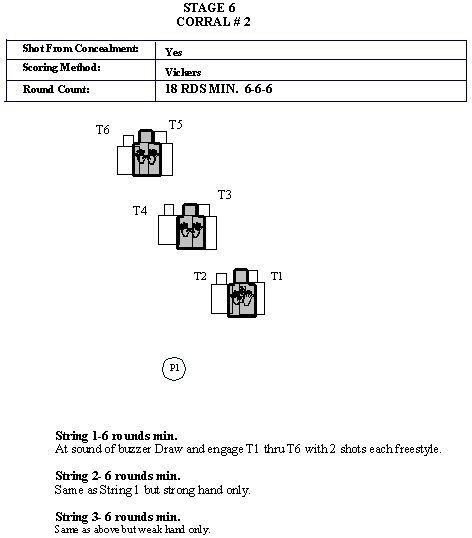 STAGE 6
CORRAL # 2
Shot From Concealment: Yes
Scoring Method: Vickers
Round Count: 18 RDS MIN. 6-6-6
T6 T5
T4 T3
T2 T1
P1
String 1-6 rounds min.
At sound of buzzer Draw and engage T1 thru T6 with 2 shots each freestyle.
String 2- 6 rounds min.
Same as String 1 but strong hand only.
String 3- 6 rounds min.
Same as above but weak hand only.